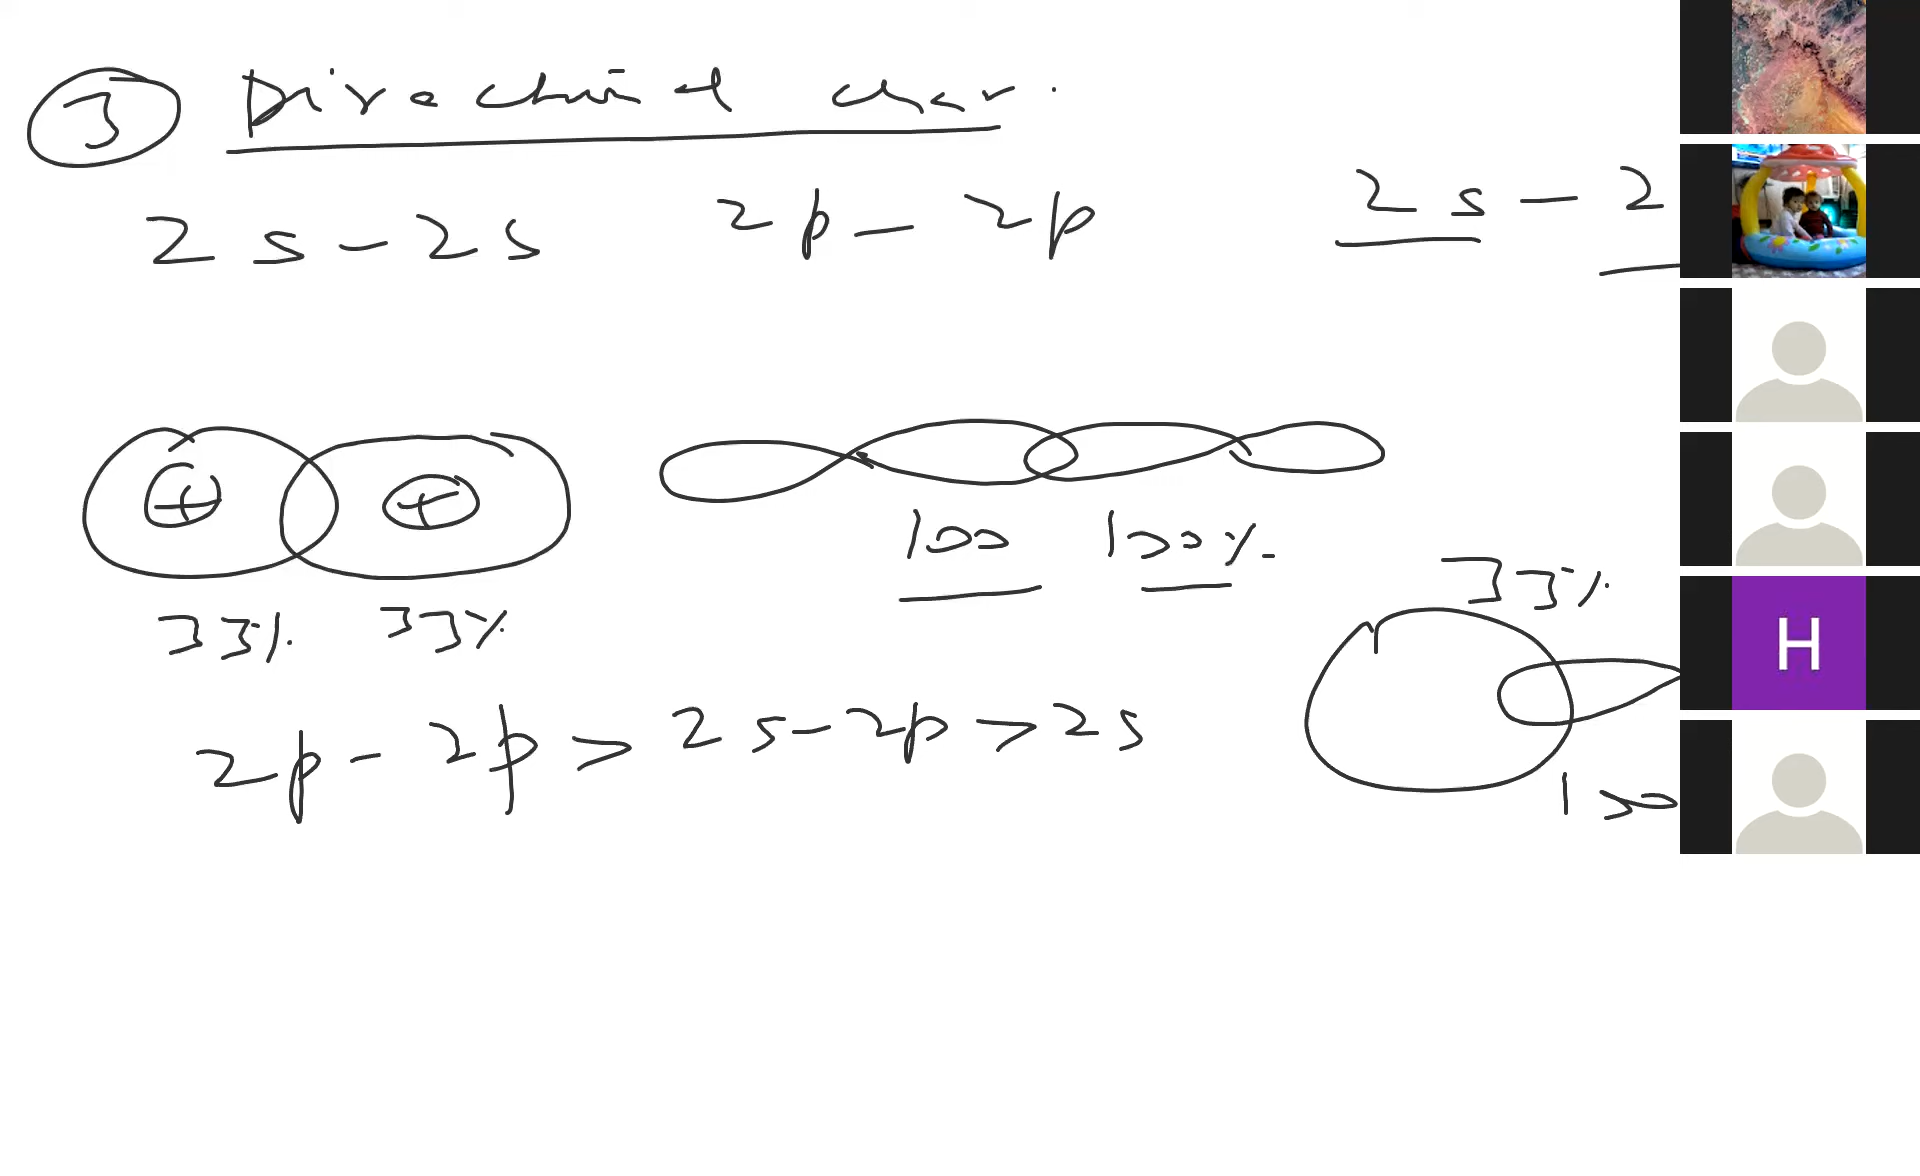 3 Directional char.
2s - 2s 2p - 2p 2s - 2
33% 33% 100 100% 33%
2p - 2p > 2s - 2p > 2s
100
H